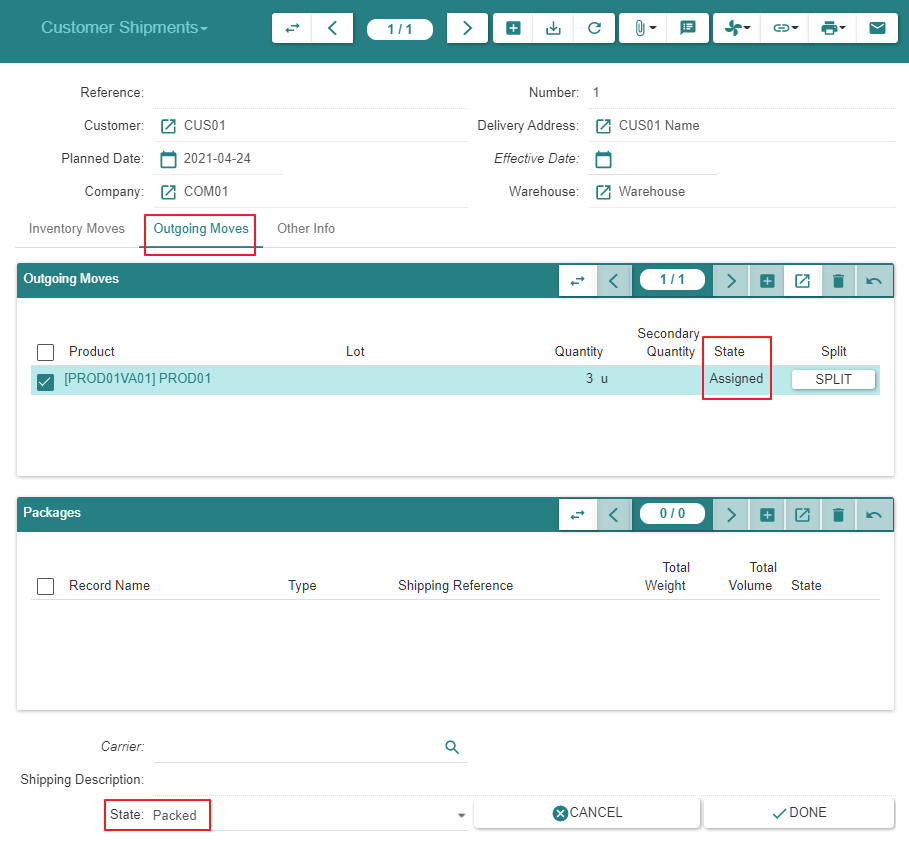 Customer Shipments
1 / 1
Reference:
Number: 1
Customer: CUS01
Delivery Address: CUS01 Name
Planned Date: 2021-04-24
Effective Date:
Company: COM01
Warehouse: Warehouse
Inventory Moves Outgoing Moves Other Info
Outgoing Moves 1 / 1
Product Lot Quantity Secondary Quantity State Split
[PROD01VA01] PROD01 3 u Assigned SPLIT
Packages 0 / 0
Record Name Type Shipping Reference Total Weight Total Volume State
Carrier:
Shipping Description:
State: Packed CANCEL DONE